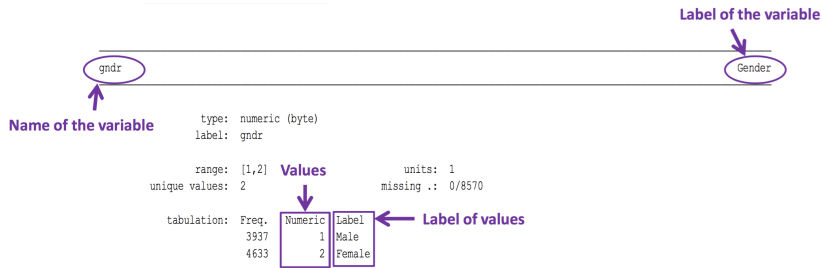 Label of the variable
gndr Gender
Name of the variable
type: numeric (byte)
label: gndr
range: [1,2] Values units: 1
unique values: 2 missing .: 0/8570
tabulation: Freq. Numeric Label Label of values
3937 1 Male
4633 2 Female